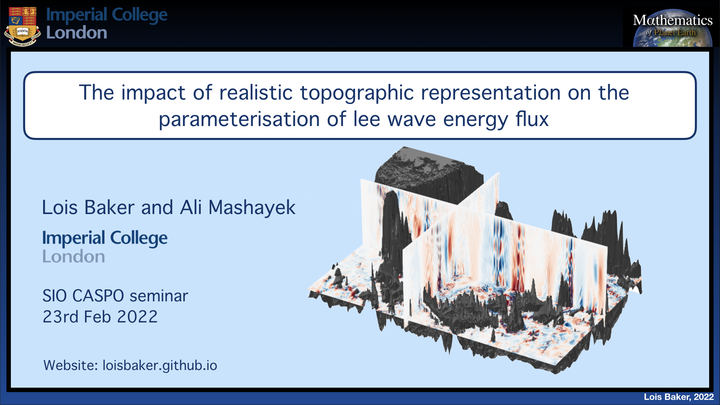 Imperial College
London
Mathematics
of Planet Earth
The impact of realistic topographic representation on the
parameterisation of lee wave energy flux
Lois Baker and Ali Mashayek
Imperial College
London
SIO CASPO seminar
23rd Feb 2022
Website: loisbaker.github.io
Lois Baker, 2022